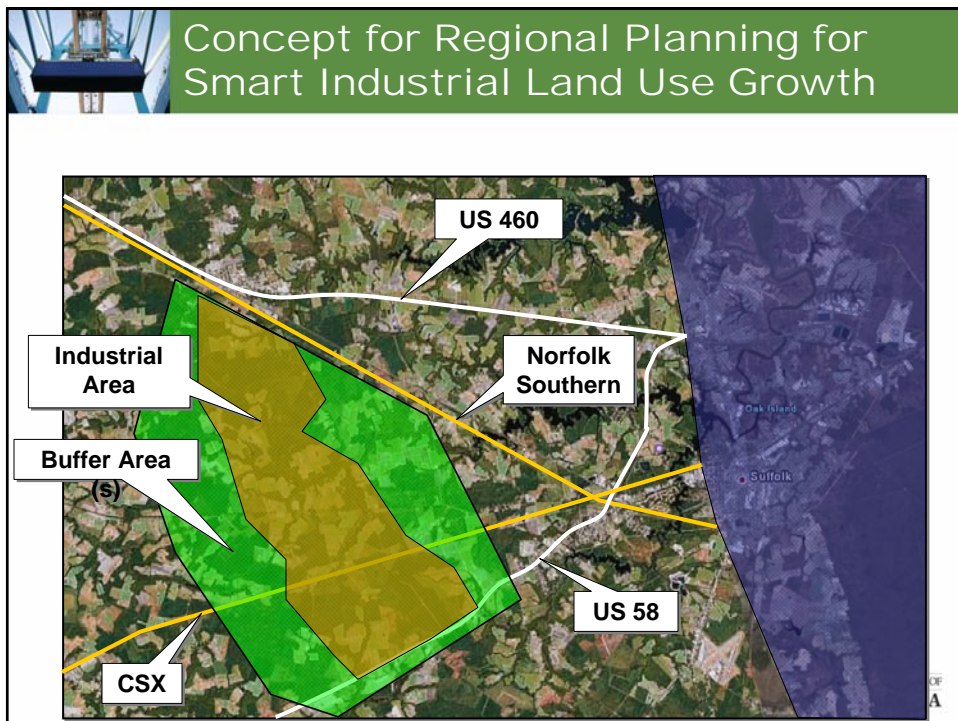 Concept for Regional Planning for
Smart Industrial Land Use Growth
US 460
Industrial
Area
Norfolk
Southern
Oak Island
Buffer Area
(s)
Suffolk
US 58
CSX
OF
A